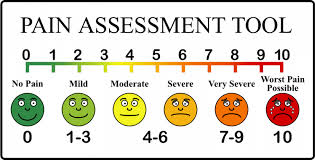 PAIN ASSESSMENT TOOL
0 1 2 3 4 5 6 7 8 9 10
No Pain Mild Moderate Severe Very Severe Worst Pain Possible
0 1-3 4-6 7-9 10